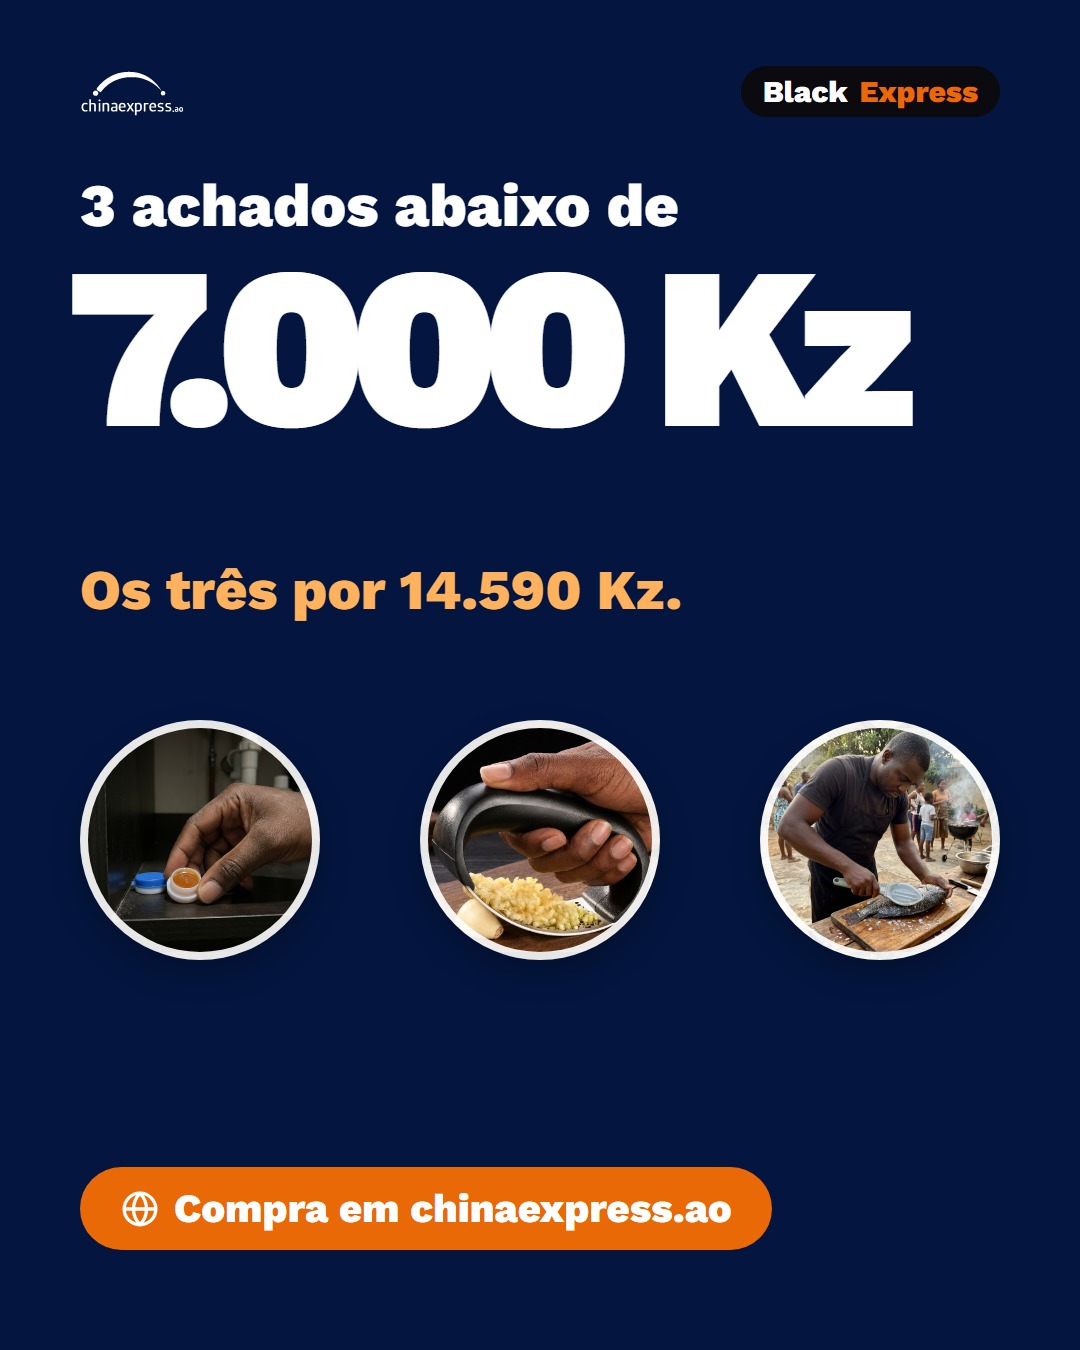 chinaexpress.ao
Black Express
3 achados abaixo de
7.000 Kz
Os três por 14.590 Kz.
Compra em chinaexpress.ao